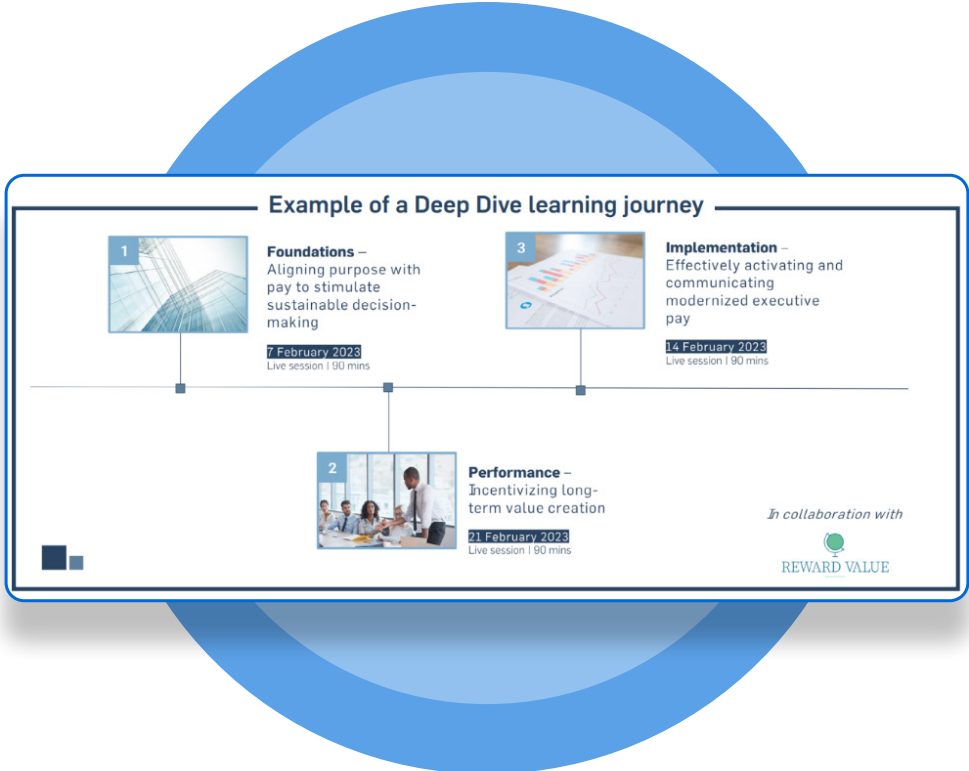 Example of a Deep Dive learning journey
1
Foundations –
Aligning purpose with
pay to stimulate
sustainable decision-
making
7 February 2023
Live session | 90 mins
2
Performance –
Incentivizing long-
term value creation
21 February 2023
Live session | 90 mins
3
Implementation –
Effectively activating and
communicating
modernized executive
pay
14 February 2023
Live session | 90 mins
In collaboration with
REWARD VALUE